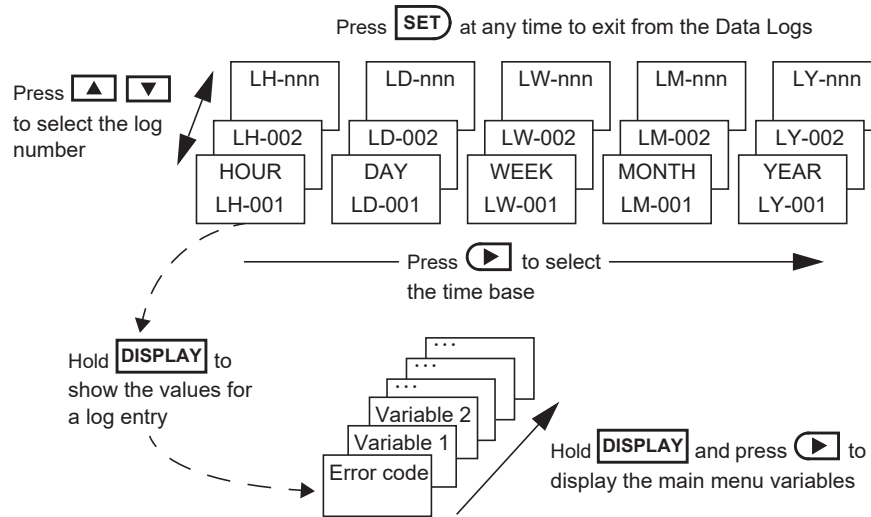 Press SET at any time to exit from the Data Logs
Press ▲ ▼
to select the log
number
LH-nnn LD-nnn LW-nnn LM-nnn LY-nnn
LH-002 LD-002 LW-002 LM-002 LY-002
HOUR DAY WEEK MONTH YEAR
LH-001 LD-001 LW-001 LM-001 LY-001
Press ▶ to select
the time base
Hold DISPLAY to
show the values for
a log entry
...
...
...
Variable 2
Variable 1
Error code
Hold DISPLAY and press ▶ to
display the main menu variables